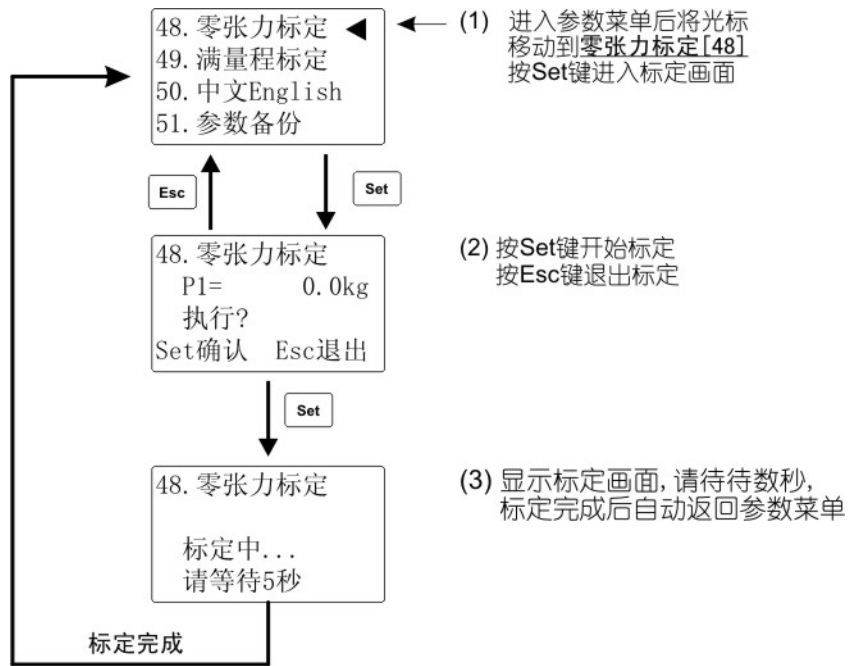 48.零张力标定 ◀
49.满量程标定
50.中文English
51.参数备份
(1) 进入参数菜单后将光标
移动到零张力标定[48]
按Set键进入标定画面
Esc
Set
48.零张力标定
P1= 0.0kg
执行?
Set确认 Esc退出
(2) 按Set键开始标定
按Esc键退出标定
Set
48.零张力标定
标定中...
请等待5秒
(3) 显示标定画面,请待待数秒,
标定完成后自动返回参数菜单
标定完成